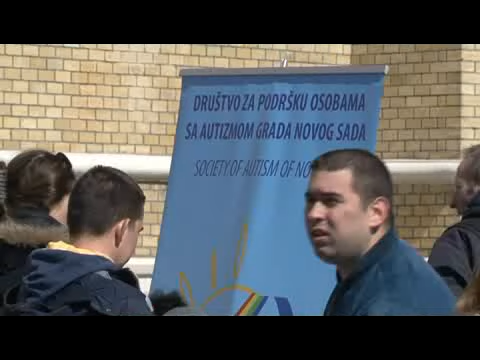 DRUŠTVO ZA PODRŠKU OSOBAMA
SA AUTIZMOM GRADA NOVOG SADA
SOCIETY OF AUTISM OF